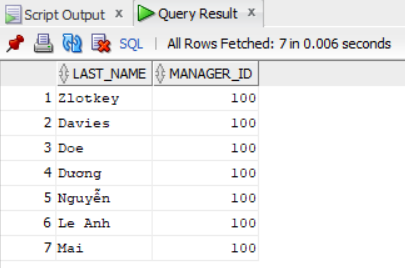 Script Output x Query Result x
SQL | All Rows Fetched: 7 in 0.006 seconds
LAST_NAME MANAGER_ID
1 Zlotkey 100
2 Davies 100
3 Doe 100
4 Dương 100
5 Nguyễn 100
6 Le Anh 100
7 Mai 100